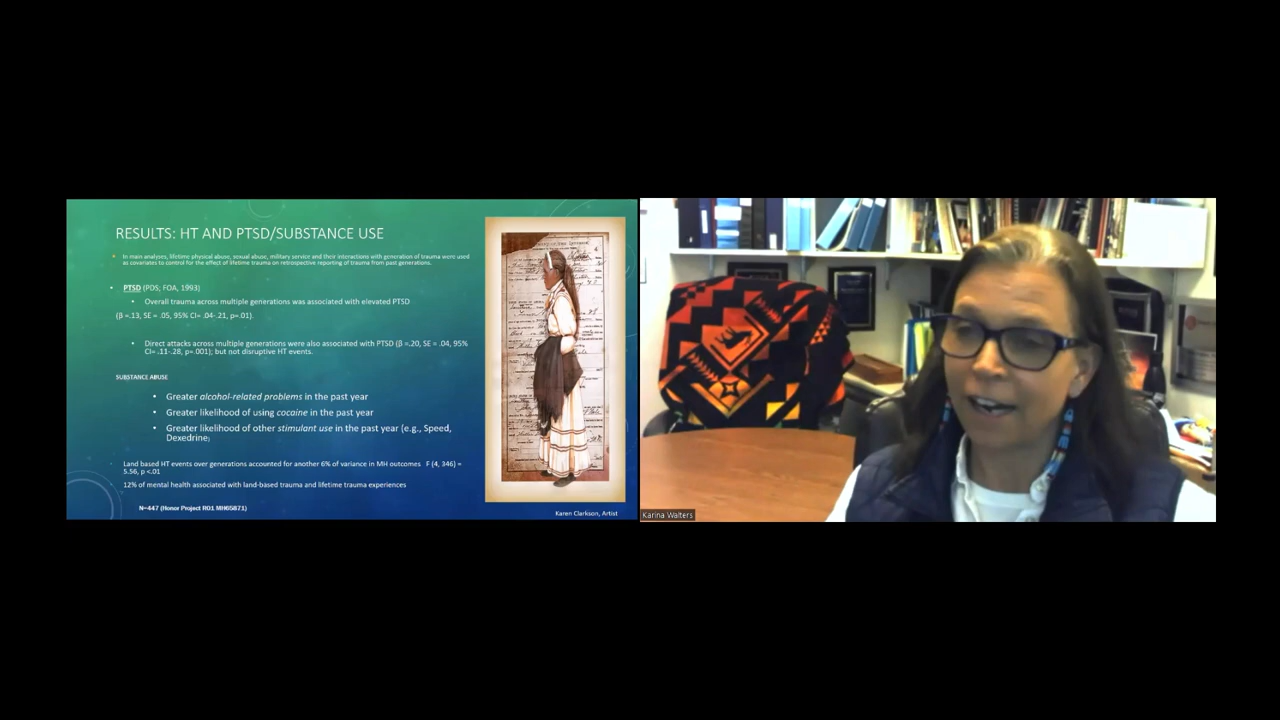 RESULTS: HT AND PTSD/SUBSTANCE USE
In main analyses, lifetime physical abuse, sexual abuse, military service and their interactions with generation of trauma were used
as covariates to control for the effect of lifetime trauma on retrospective reporting of trauma from past generations.
PTSD (PDS; FOA, 1993)
Overall trauma across multiple generations was associated with elevated PTSD
(β =.13, SE = .05, 95% CI= .04-.21, p=.01).
Direct attacks across multiple generations were also associated with PTSD (β =.20, SE = .04, 95%
CI= .11-.28, p=.001); but not disruptive HT events.
SUBSTANCE ABUSE
Greater alcohol-related problems in the past year
Greater likelihood of using cocaine in the past year
Greater likelihood of other stimulant use in the past year (e.g., Speed,
Dexedrine)
Land based HT events over generations accounted for another 6% of variance in MH outcomes F (4, 346) =
5.56, p <.01
12% of mental health associated with land-based trauma and lifetime trauma experiences
N=447 (Honor Project R01 MH65871)
Karen Clarkson, Artist
Karina Walters